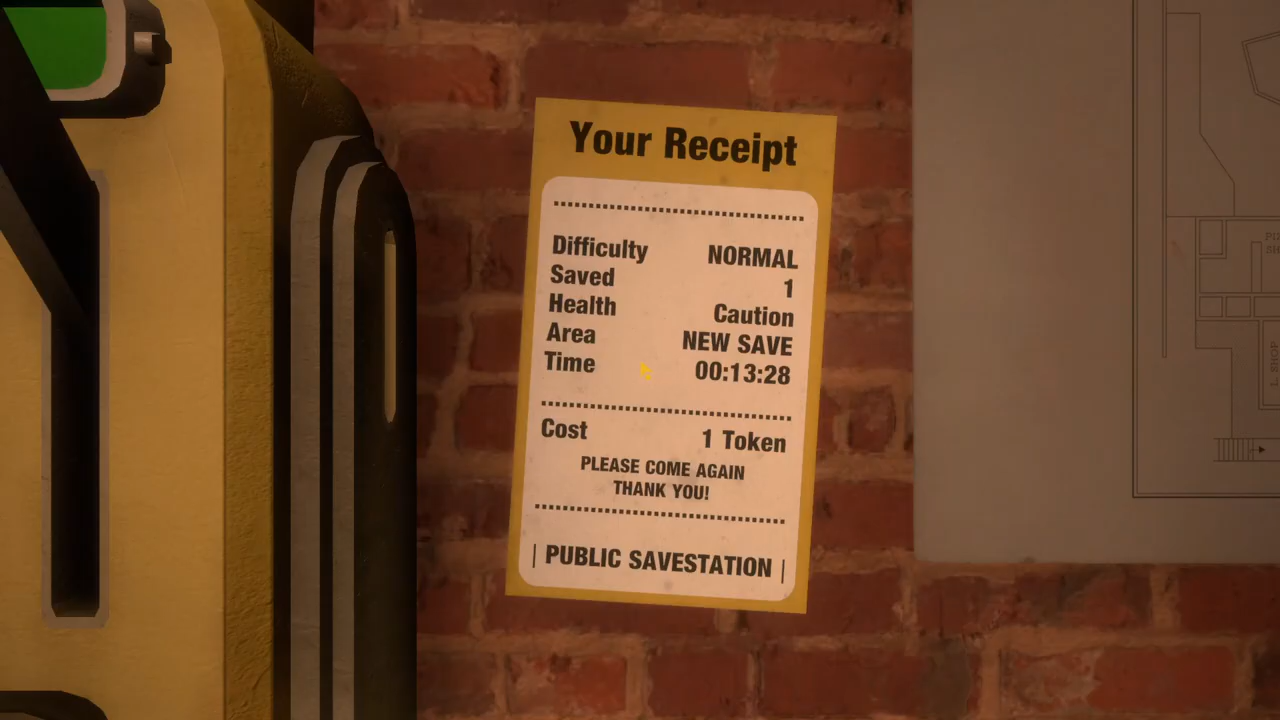 Your Receipt
Difficulty NORMAL
Saved 1
Health Caution
Area NEW SAVE
Time 00:13:28
Cost 1 Token
PLEASE COME AGAIN
THANK YOU!
| PUBLIC SAVESTATION |